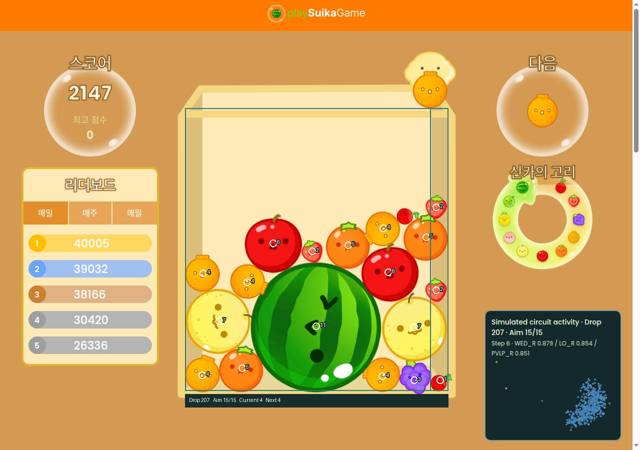 playSuikaGame
스코어
2147
최고 점수
0
다음
신카의 고리
리더보드
매일 매주 매월
1 40005
2 39032
3 38166
4 30420
5 26336
Simulated circuit activity · Drop
207 · Aim 15/15
Step 6 · WED_R 0.879 / LO_R 0.854 /
PVLP_R 0.851
Drop 207 Aim 15/15 Current 4 Next 4